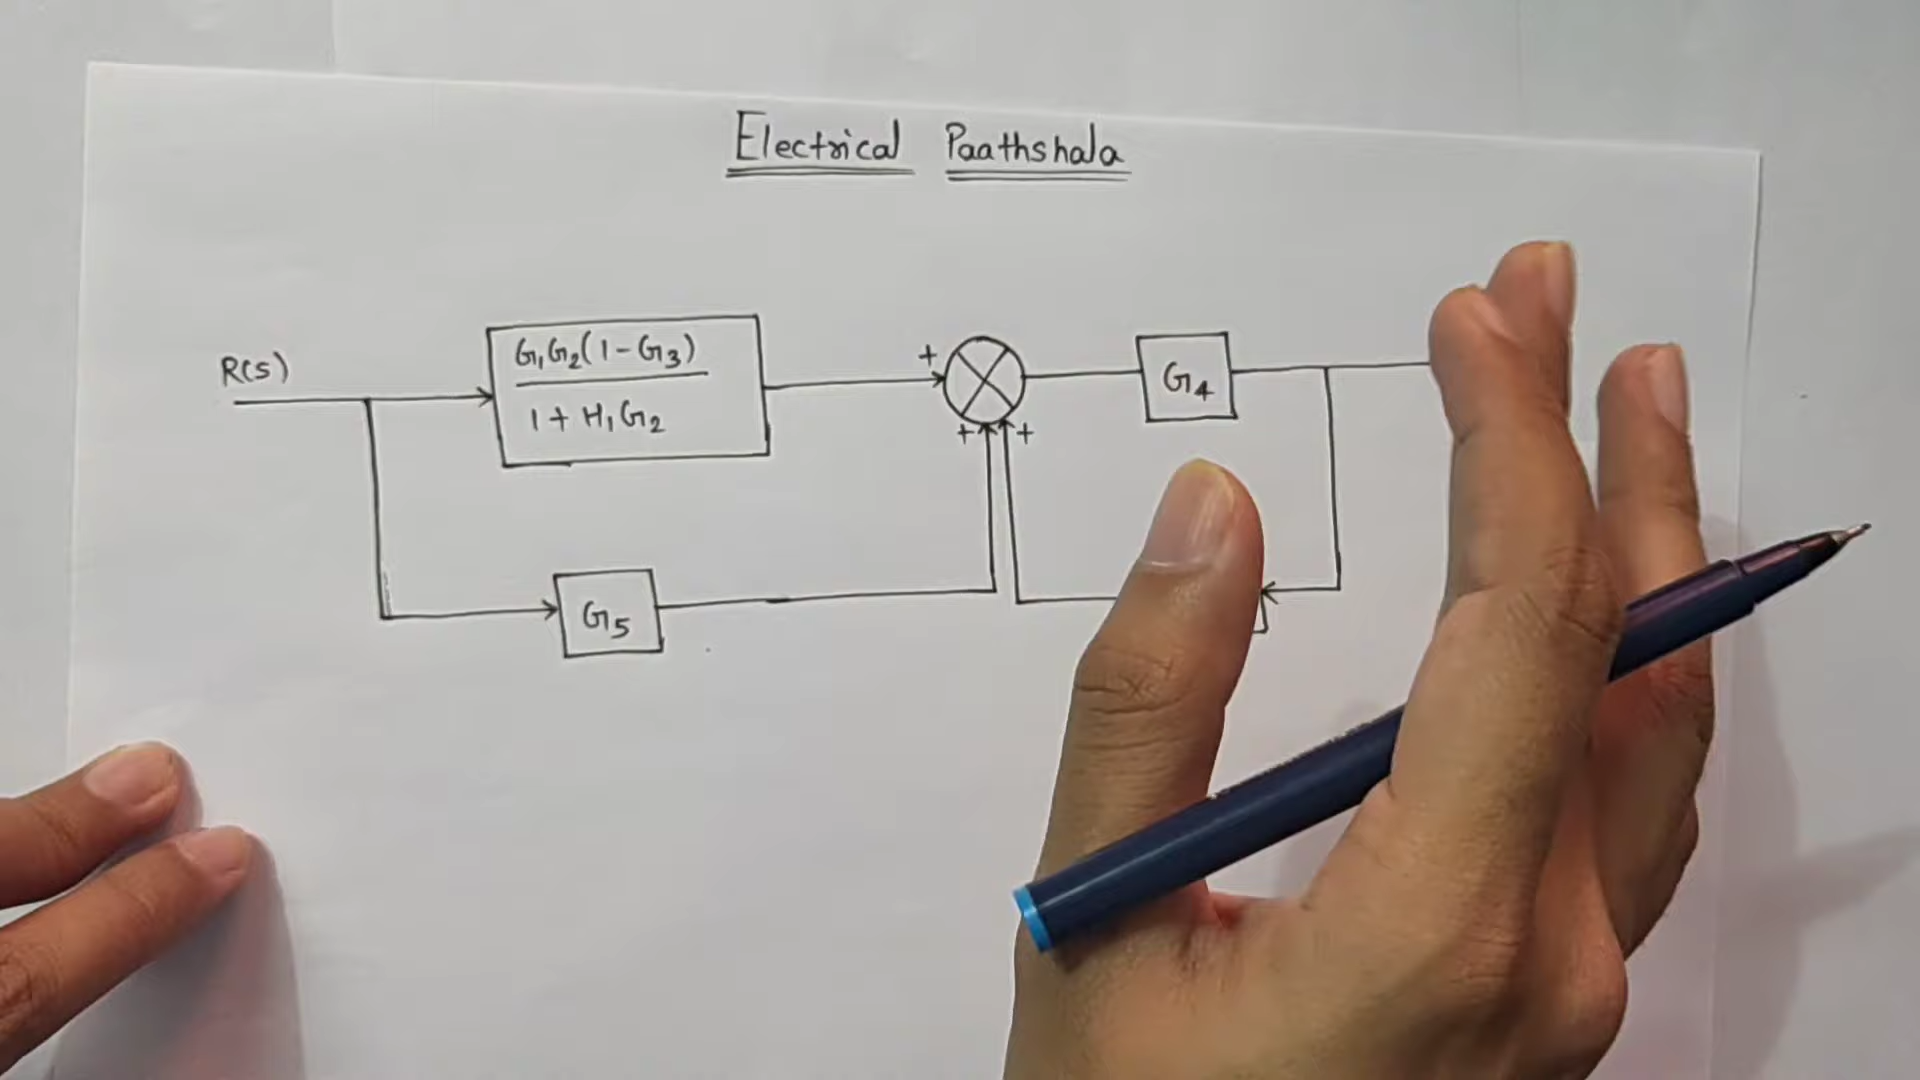 Electrical Paathshala
R(s)
G1G2(1-G3)
1 + H1G2
+
G4
+ +
G5